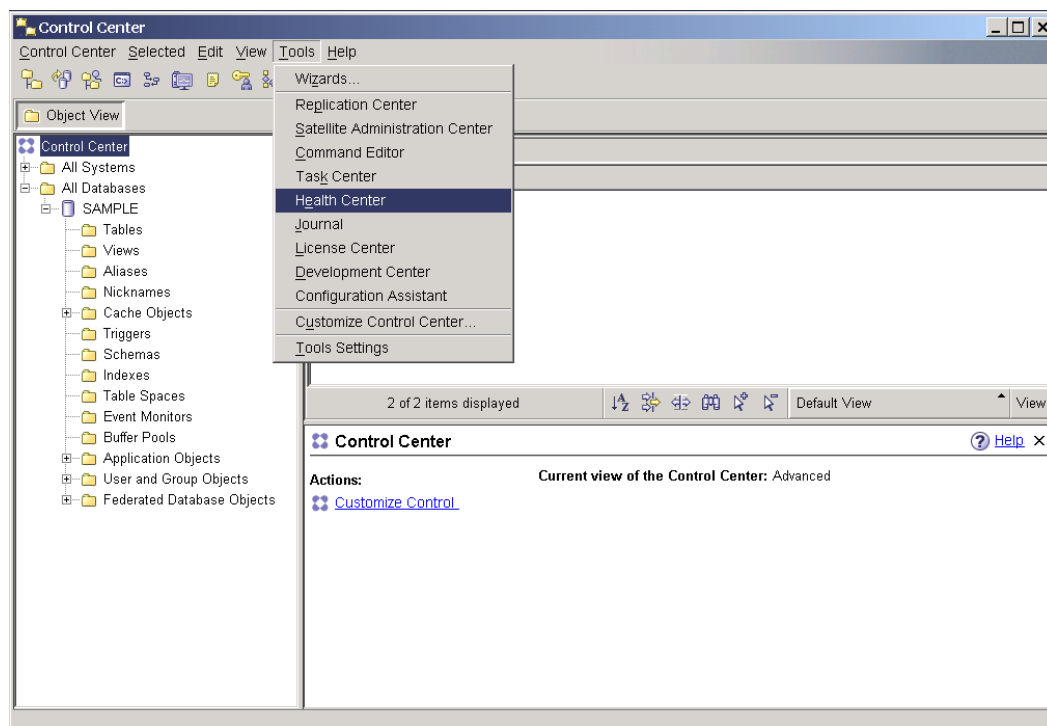 Control Center
Control Center Selected Edit View Tools Help
Wizards...
Replication Center
Satellite Administration Center
Command Editor
Task Center
Health Center
Journal
License Center
Development Center
Configuration Assistant
Customize Control Center...
Tools Settings
Object View
Control Center
All Systems
All Databases
SAMPLE
Tables
Views
Aliases
Nicknames
Cache Objects
Triggers
Schemas
Indexes
Table Spaces
Event Monitors
Buffer Pools
Application Objects
User and Group Objects
Federated Database Objects
2 of 2 items displayed Default View View
Control Center Help
Actions: Current view of the Control Center: Advanced
Customize Control